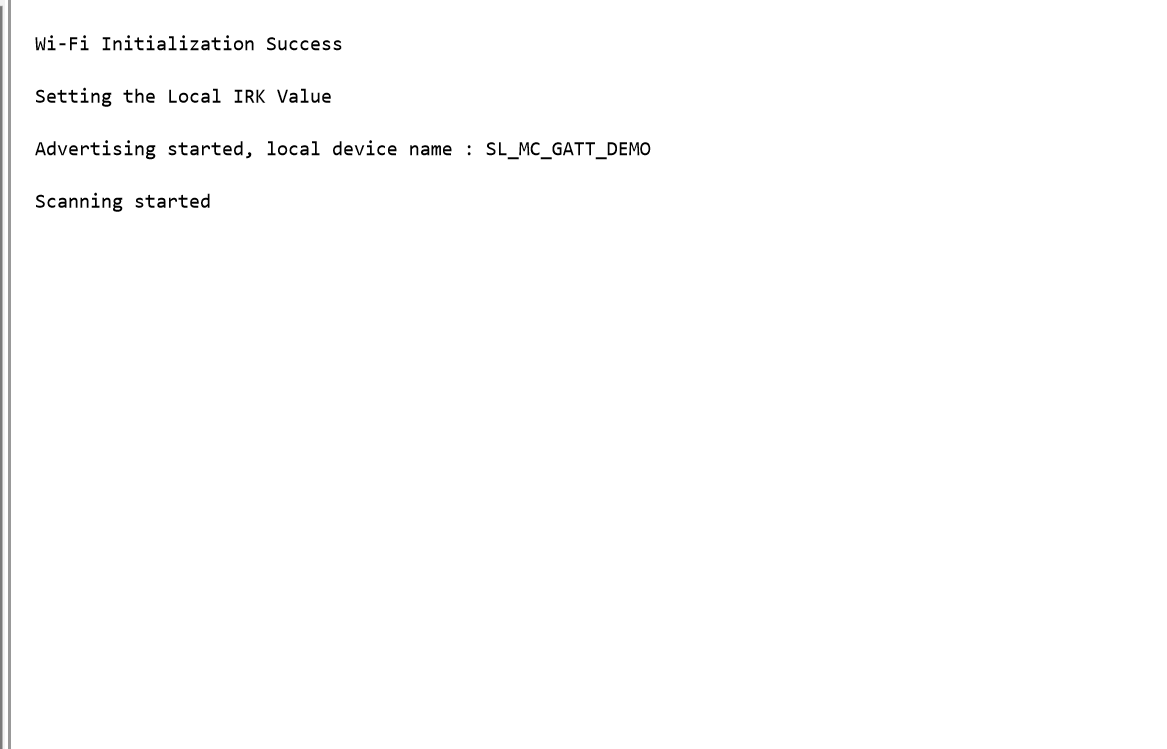 Wi-Fi Initialization Success
Setting the Local IRK Value
Advertising started, local device name : SL_MC_GATT_DEMO
Scanning started